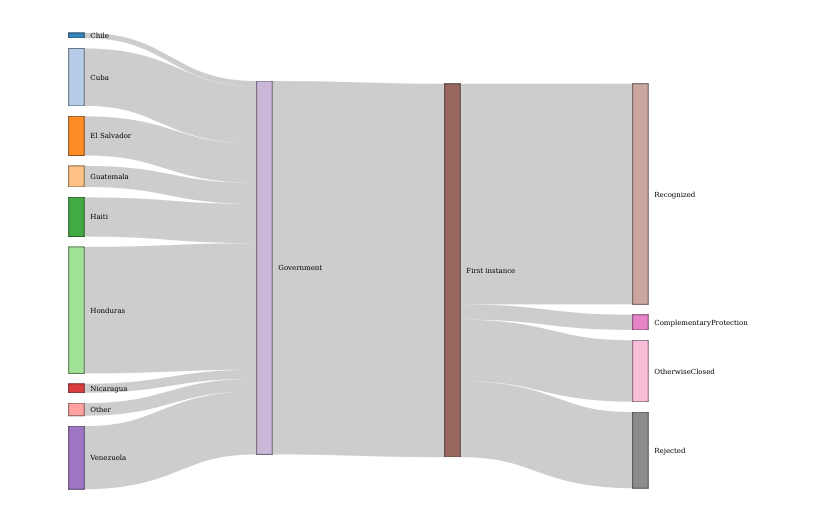 Chile
Cuba
El Salvador
Guatemala
Haiti
Honduras
Nicaragua
Other
Venezuela
Government
First instance
Recognized
ComplementaryProtection
OtherwiseClosed
Rejected